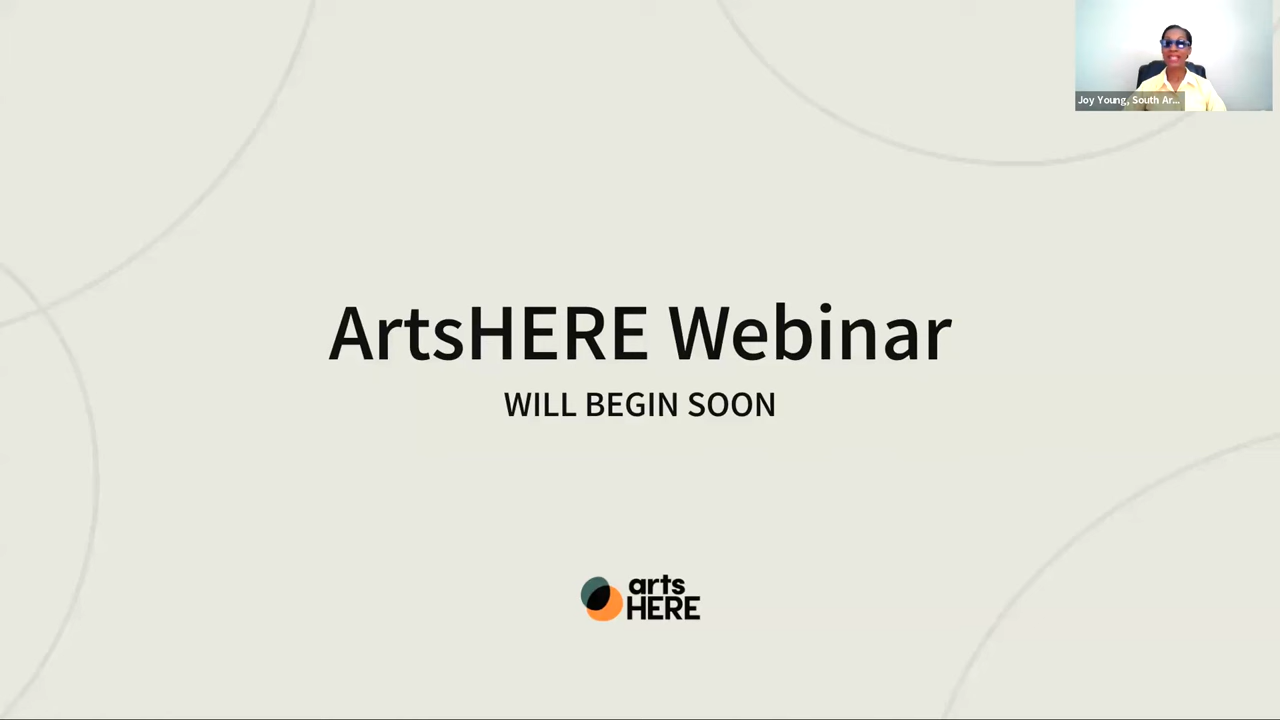 Joy Young, South Ar...
ArtsHERE Webinar
WILL BEGIN SOON
arts
HERE